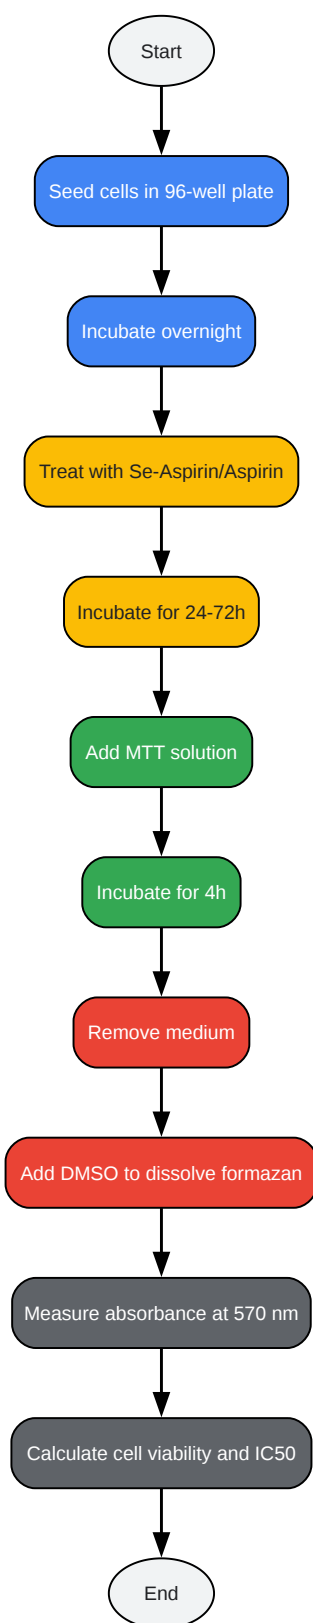 Start
Seed cells in 96-well plate
Incubate overnight
Treat with Se-Aspirin/Aspirin
Incubate for 24-72h
Add MTT solution
Incubate for 4h
Remove medium
Add DMSO to dissolve formazan
Measure absorbance at 570 nm
Calculate cell viability and IC50
End